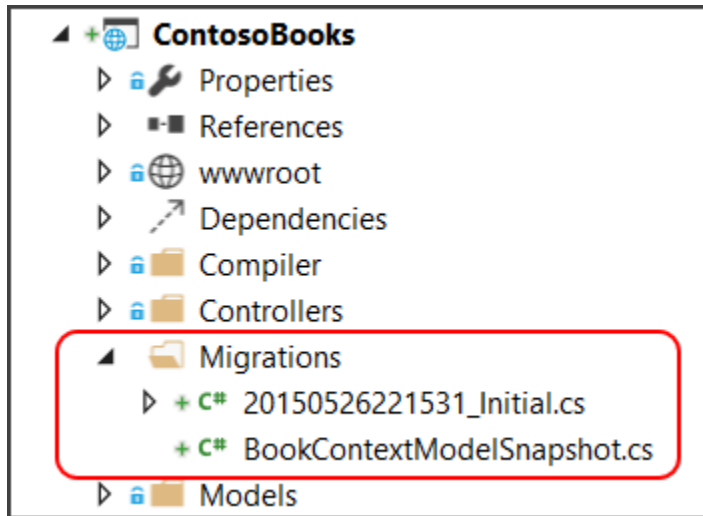 ContosoBooks
Properties
References
wwwroot
Dependencies
Compiler
Controllers
Migrations
C# 20150526221531_Initial.cs
C# BookContextModelSnapshot.cs
Models